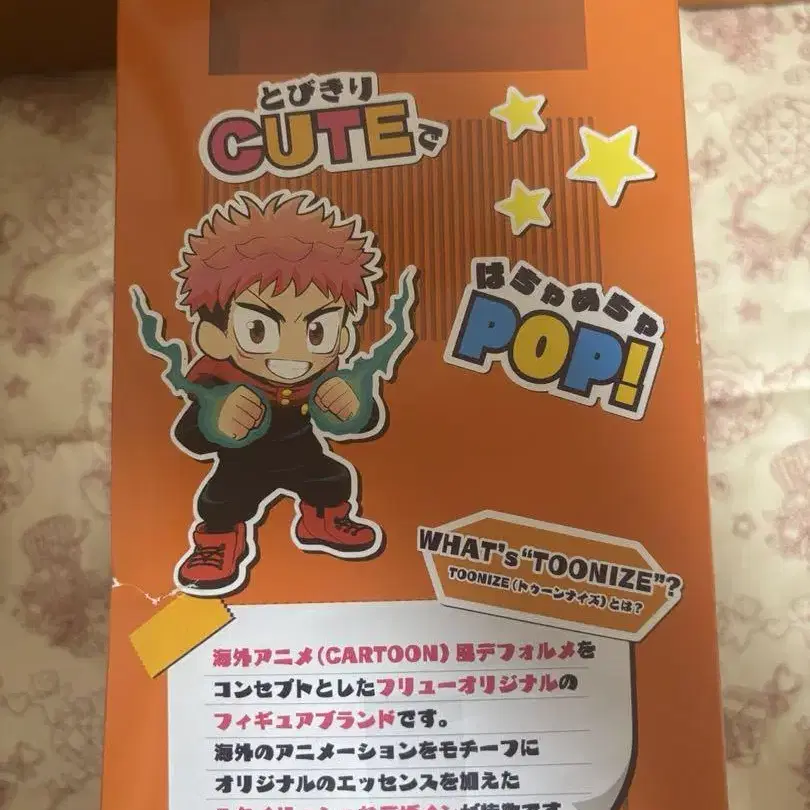 とびきり
CUTEで
はちゃめちゃ
POP!
WHAT's "TOONIZE"?
TOONIZE(トゥーンナイズ)とは?
海外アニメ(CARTOON)風デフォルメを
コンセプトとしたフリューオリジナルの
フィギュアブランドです。
海外のアニメーションをモチーフに
オリジナルのエッセンスを加えた